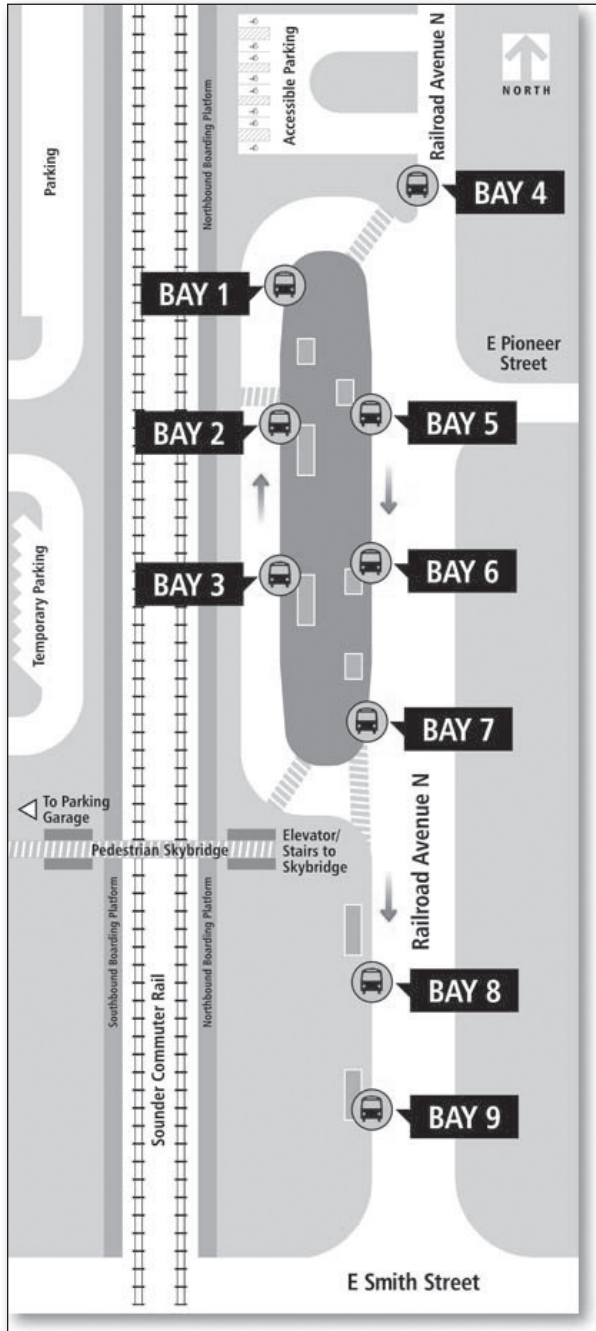 Parking
Northbound Boarding Platform
Accessible Parking
Railroad Avenue N
NORTH
BAY 4
BAY 1
E Pioneer
Street
BAY 2
BAY 5
BAY 3
BAY 6
Temporary Parking
BAY 7
To Parking
Garage
Pedestrian Skybridge
Elevator/
Stairs to
Skybridge
Railroad Avenue N
Southbound Boarding Platform
Sounder Commuter Rail
Northbound Boarding Platform
BAY 8
BAY 9
E Smith Street